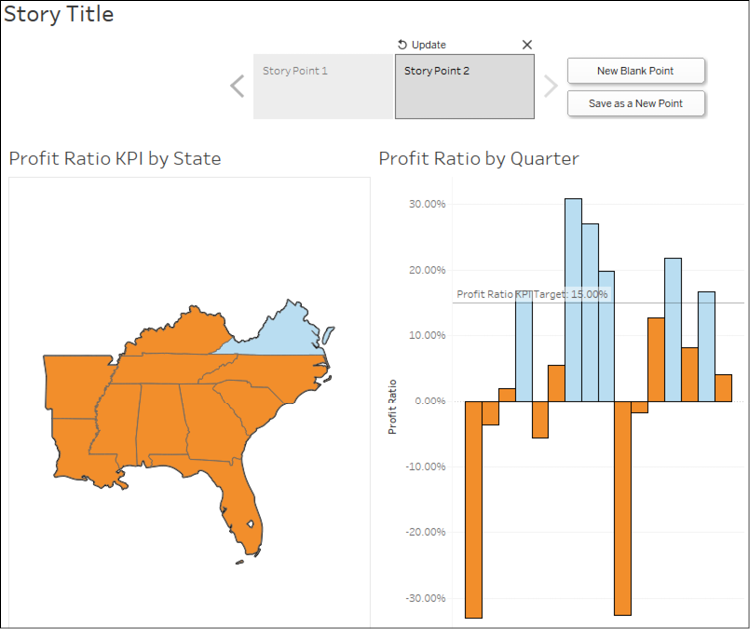 Story Title
Update
Story Point 1
Story Point 2
New Blank Point
Save as a New Point
Profit Ratio KPI by State
Profit Ratio by Quarter
30.00%
20.00%
Profit Ratio KPI Target: 15.00%
10.00%
0.00%
Profit Ratio
-10.00%
-20.00%
-30.00%